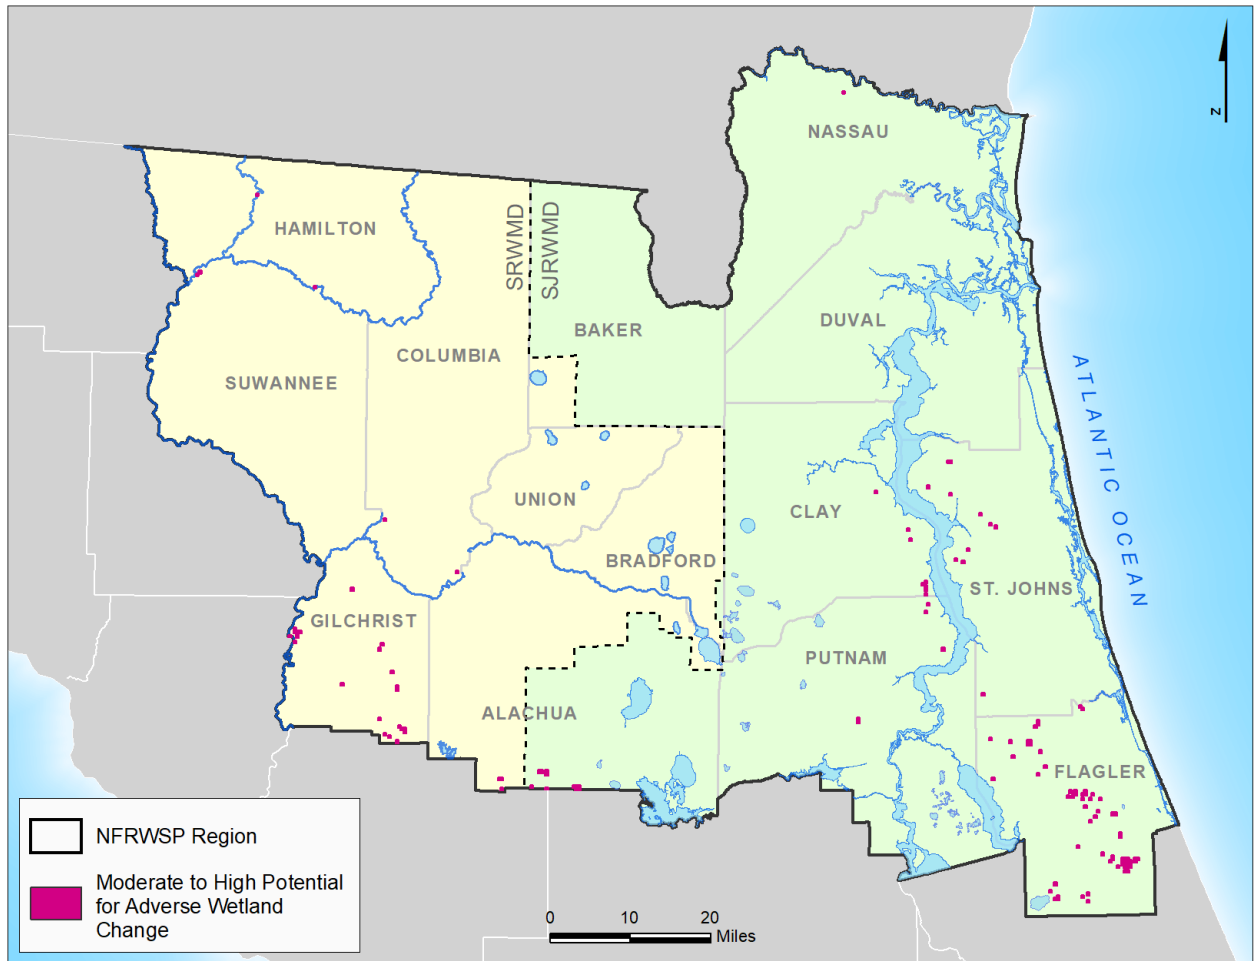 N
NASSAU
HAMILTON
SRWMD
SJRWMD
BAKER
DUVAL
COLUMBIA
SUWANNEE
ATLANTIC OCEAN
UNION
CLAY
BRADFORD
ST. JOHNS
GILCHRIST
PUTNAM
ALACHUA
FLAGLER
NFRWSP Region
Moderate to High Potential
for Adverse Wetland
Change
0 10 20
Miles